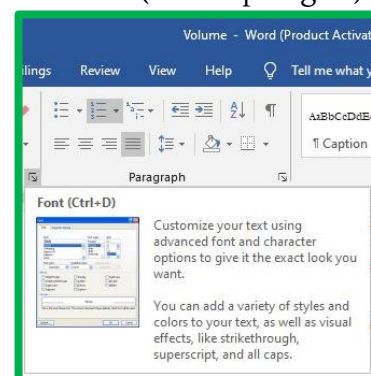 Volume - Word (Product Activat
ilings Review View Help Tell me what y
AaBbCcDdE
¶ Caption
Paragraph
Font (Ctrl+D)
Customize your text using
advanced font and character
options to give it the exact look you
want.
You can add a variety of styles and
colors to your text, as well as visual
effects, like strikethrough,
superscript, and all caps.